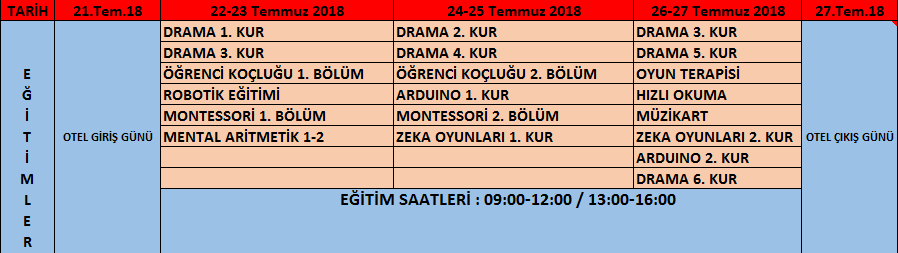 TARİH 21.Tem.18 22-23 Temmuz 2018 24-25 Temmuz 2018 26-27 Temmuz 2018 27.Tem.18
EĞİTİMLER
OTEL GİRİŞ GÜNÜ
DRAMA 1. KUR DRAMA 2. KUR DRAMA 3. KUR
DRAMA 3. KUR DRAMA 4. KUR DRAMA 5. KUR
ÖĞRENCİ KOÇLUĞU 1. BÖLÜM ÖĞRENCİ KOÇLUĞU 2. BÖLÜM OYUN TERAPİSİ
ROBOTİK EĞİTİMİ ARDUINO 1. KUR HIZLI OKUMA
MONTESSORİ 1. BÖLÜM MONTESSORİ 2. BÖLÜM MÜZİKART
MENTAL ARİTMETİK 1-2 ZEKA OYUNLARI 1. KUR ZEKA OYUNLARI 2. KUR
ARDUINO 2. KUR
DRAMA 6. KUR
OTEL ÇIKIŞ GÜNÜ
EĞİTİM SAATLERİ : 09:00-12:00 / 13:00-16:00